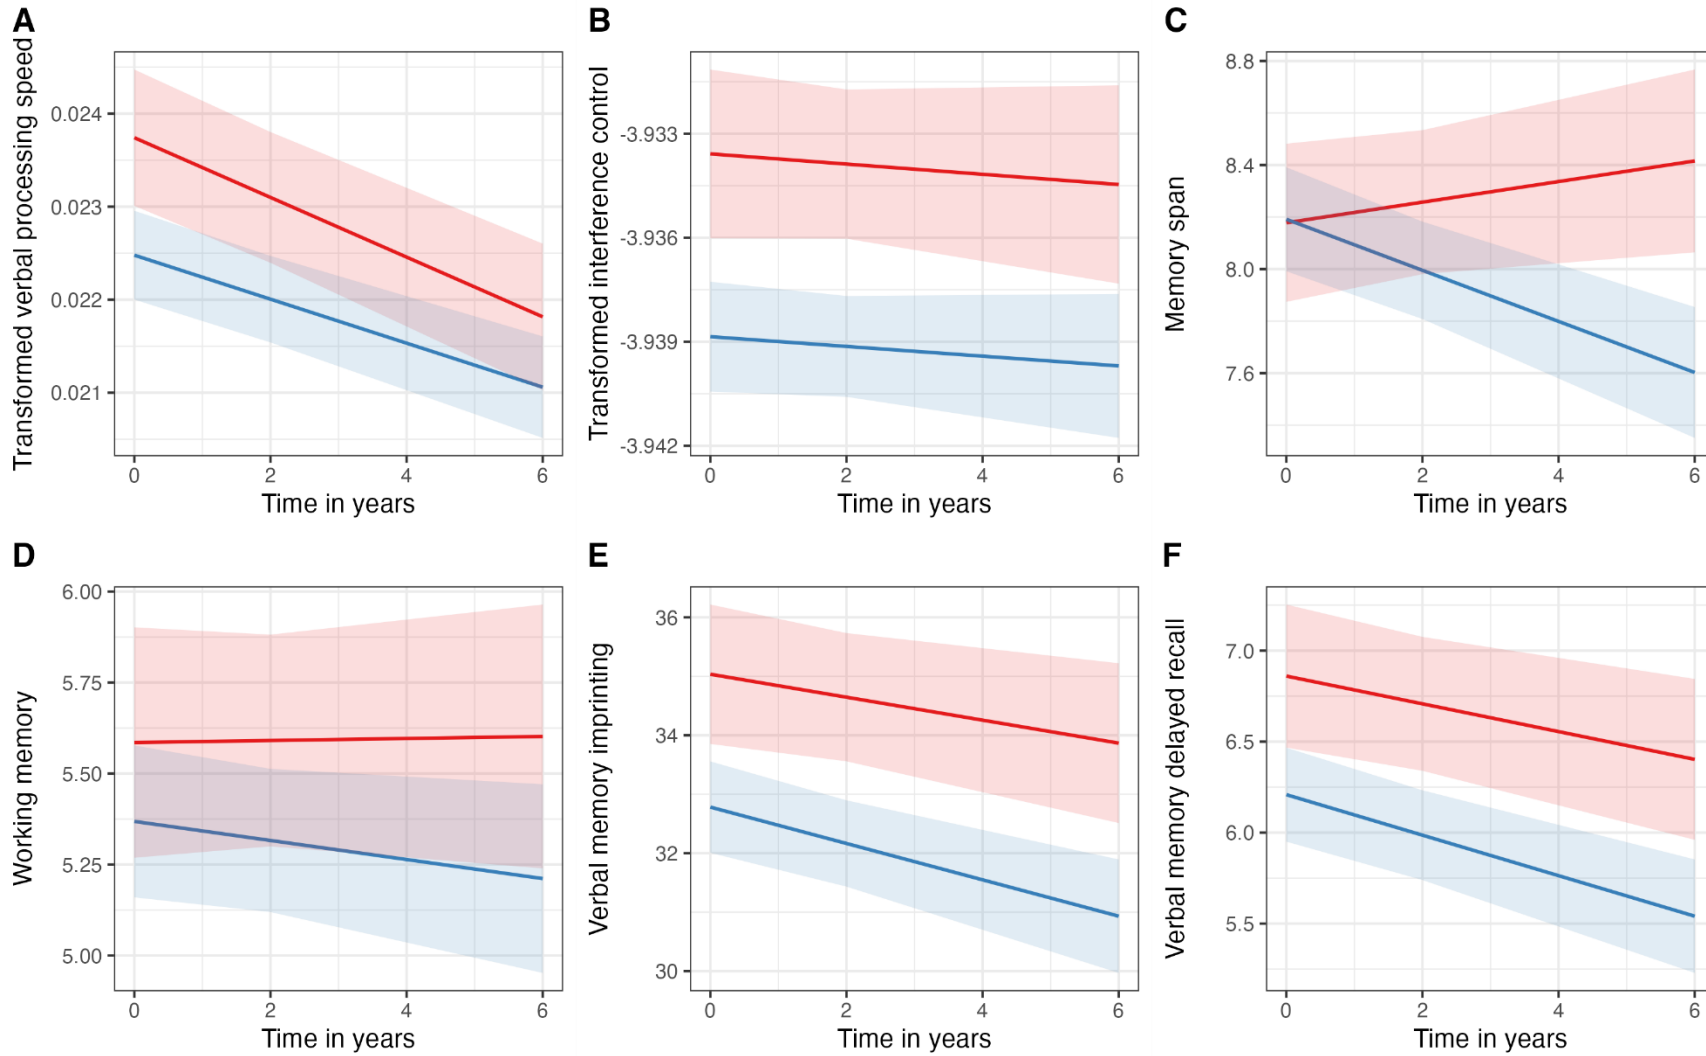 A
Transformed verbal processing speed
0.024
0.023
0.022
0.021
0 2 4 6
Time in years
B
Transformed interference control
-3.933
-3.936
-3.939
-3.942
0 2 4 6
Time in years
C
Memory span
8.8
8.4
8.0
7.6
0 2 4 6
Time in years
D
Working memory
6.00
5.75
5.50
5.25
5.00
0 2 4 6
Time in years
E
Verbal memory imprinting
36
34
32
30
0 2 4 6
Time in years
F
Verbal memory delayed recall
7.0
6.5
6.0
5.5
0 2 4 6
Time in years